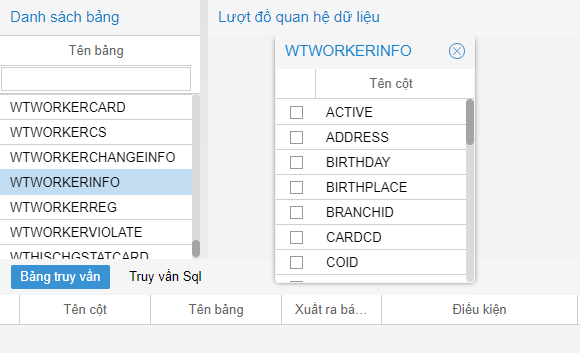 Danh sách bảng
Lượt đồ quan hệ dữ liệu
Tên bảng
WTWORKERCARD
WTWORKERCS
WTWORKERCHANGEINFO
WTWORKERINFO
WTWORKERREG
WTWORKERVIOLATE
WTHISCHGSTATCARD
WTWORKERINFO
Tên cột
ACTIVE
ADDRESS
BIRTHDAY
BIRTHPLACE
BRANCHID
CARDCD
COID
Bảng truy vấn
Truy vấn Sql
Tên cột
Tên bảng
Xuất ra bá…
Điều kiện